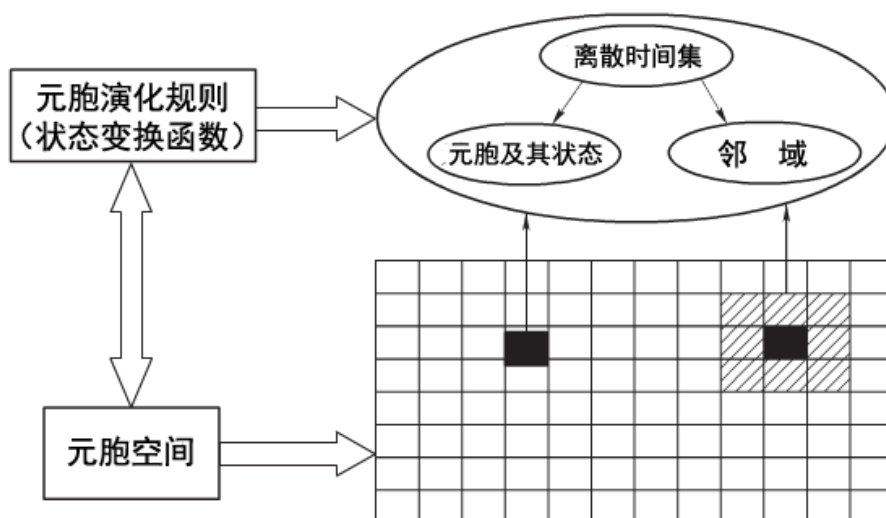 离散时间集
元胞演化规则
（状态变换函数）
元胞及其状态
邻 域
元胞空间